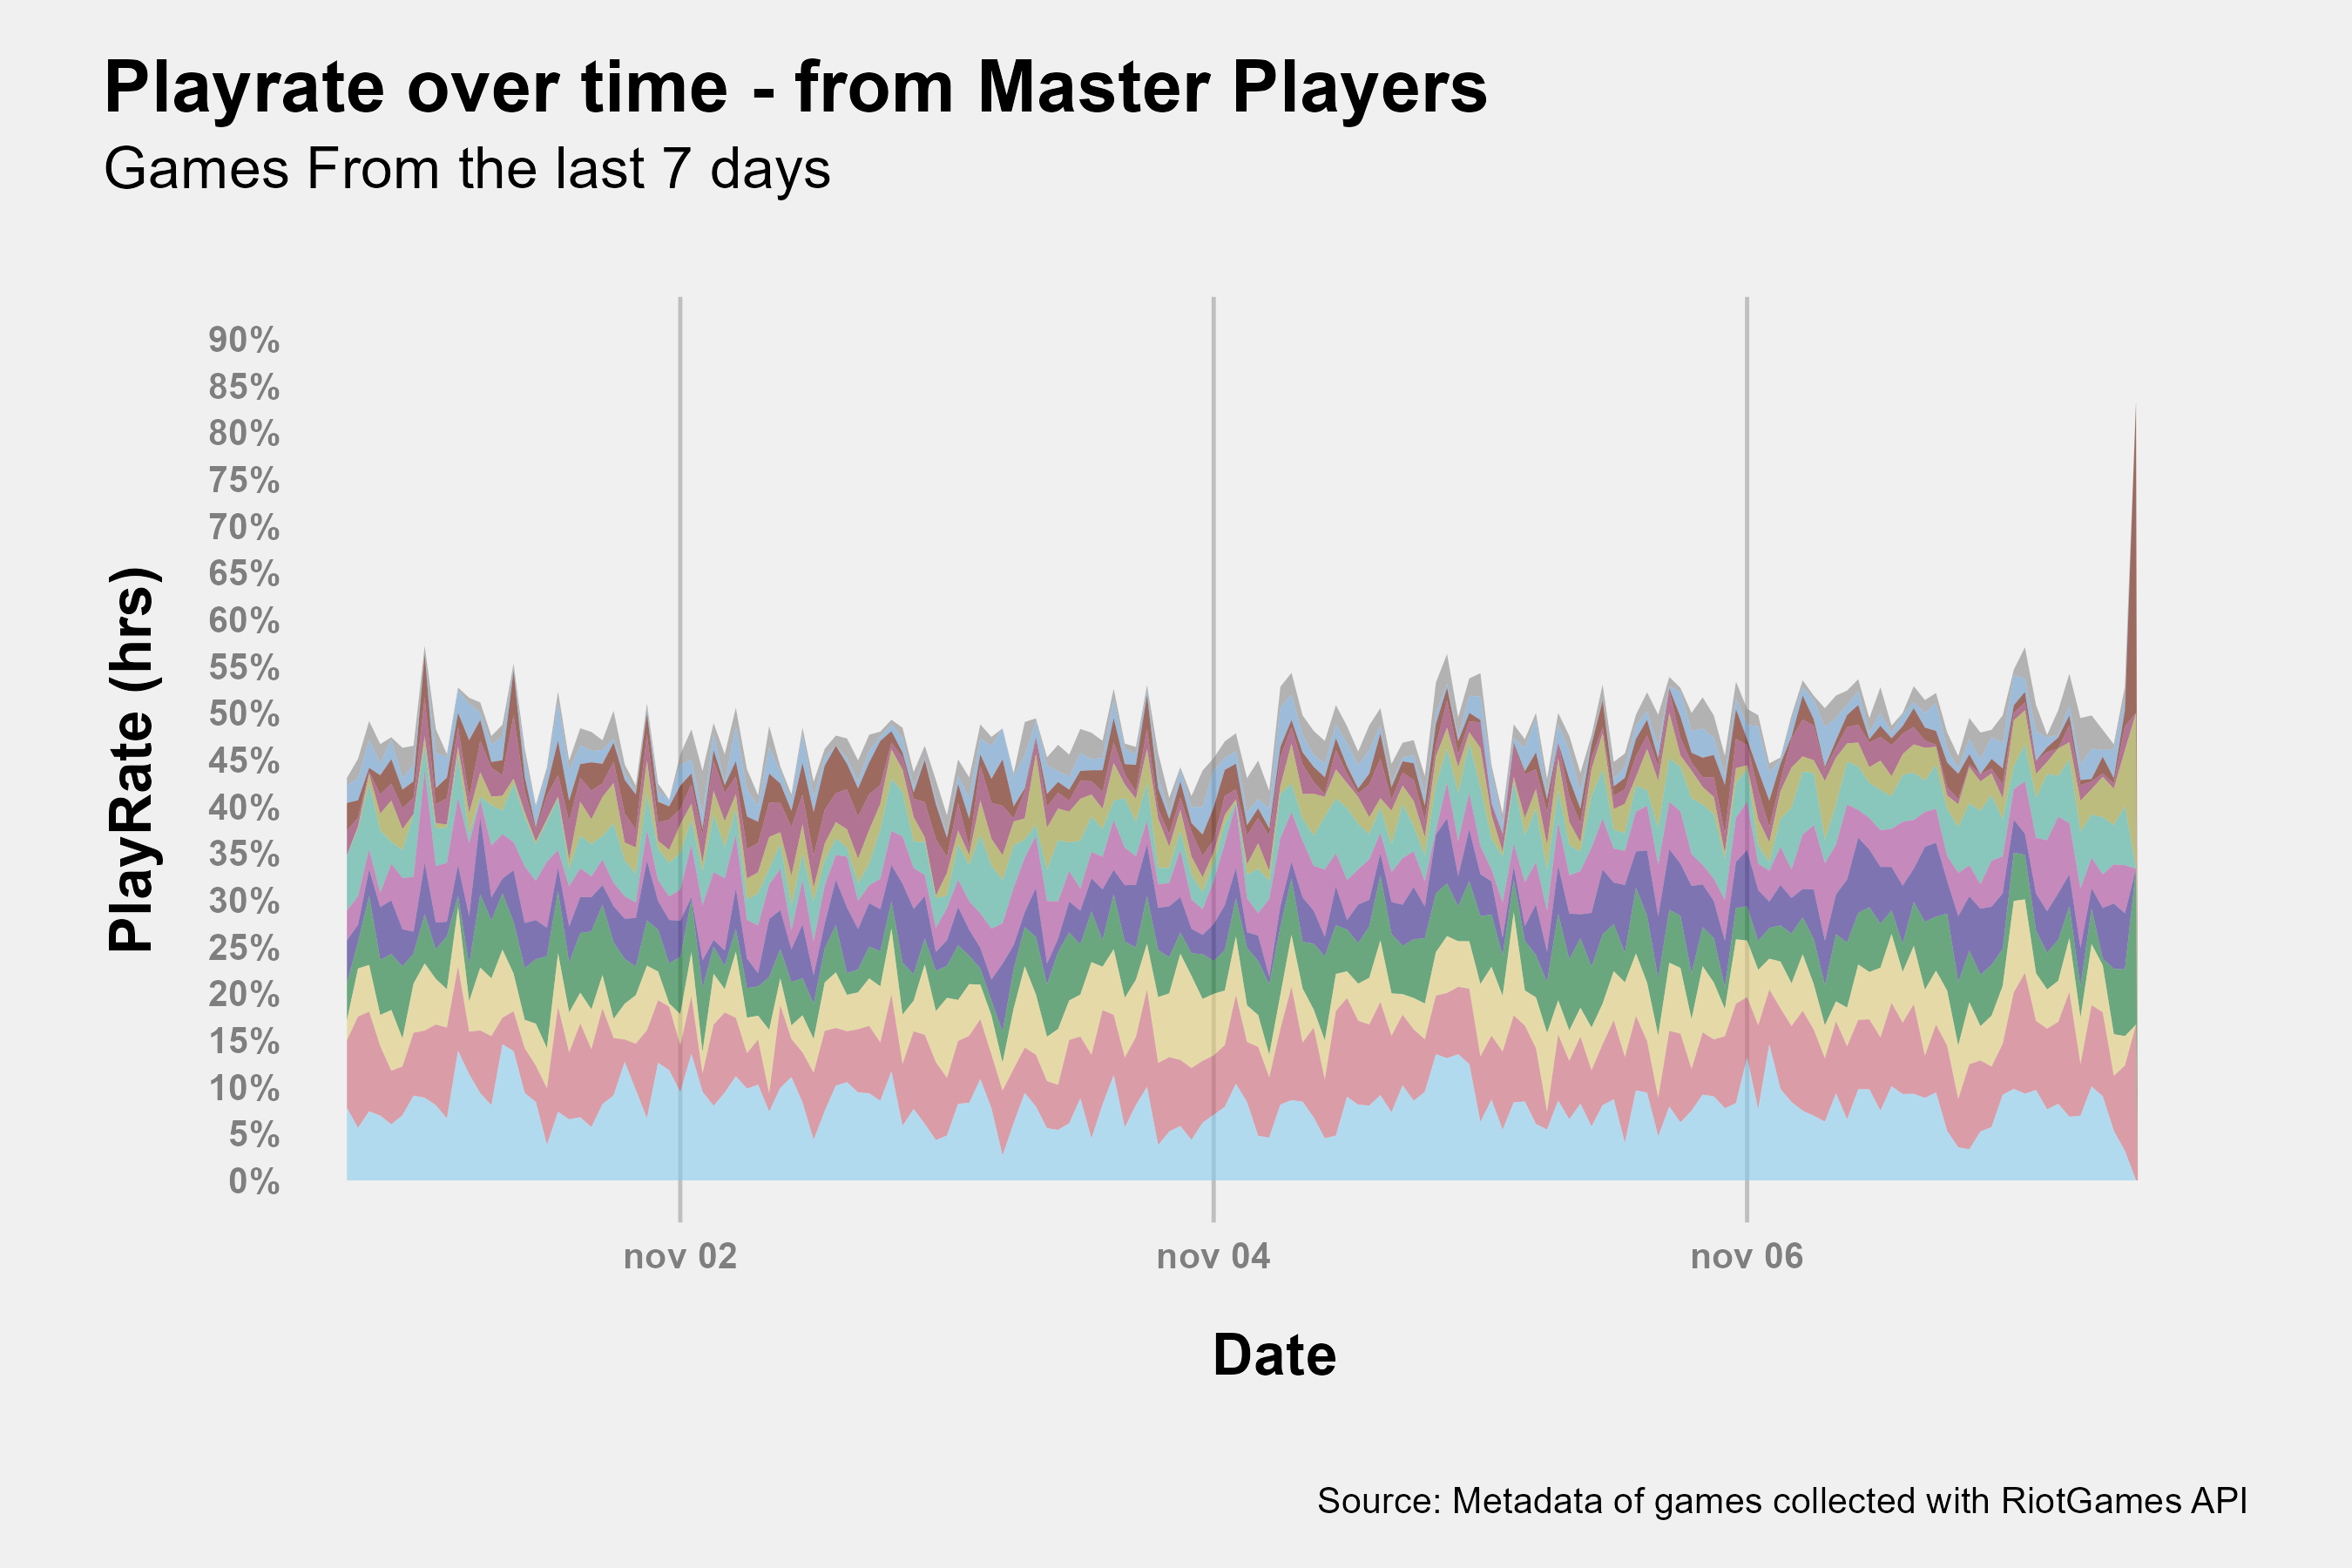 Playrate over time - from Master Players
Games From the last 7 days
90%
85%
80%
75%
70%
65%
60%
55%
50%
45%
40%
35%
30%
25%
20%
15%
10%
5%
0%
PlayRate (hrs)
nov 02
nov 04
nov 06
Date
Source: Metadata of games collected with RiotGames API